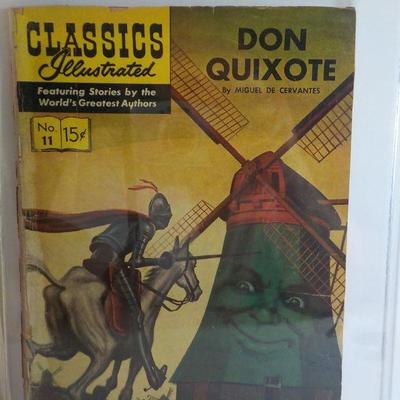 CLASSICS
Illustrated
Featuring Stories by the
World's Greatest Authors
No.
11
15¢
DON
QUIXOTE
By MIGUEL DE CERVANTES